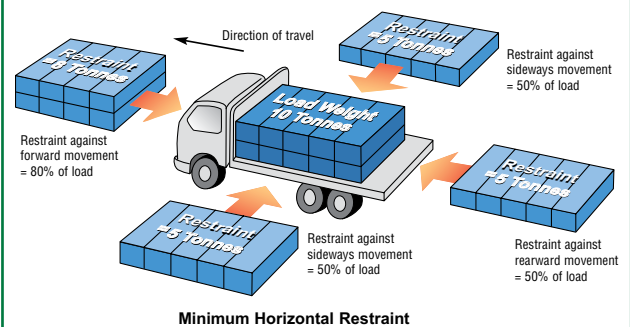 Direction of travel
Restraint
=8 Tonnes
Restraint against
forward movement
= 80% of load
Restraint
=5 Tonnes
Restraint against
sideways movement
= 50% of load
Load Weight
10 Tonnes
Restraint
=5 Tonnes
Restraint against
sideways movement
= 50% of load
Restraint
=5 Tonnes
Restraint against
rearward movement
= 50% of load
Minimum Horizontal Restraint